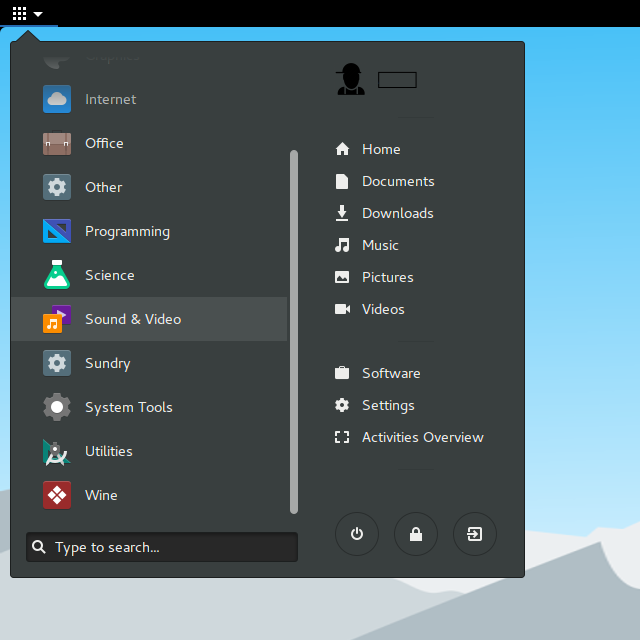 Internet
Office
Other
Programming
Science
Sound & Video
Sundry
System Tools
Utilities
Wine
Type to search...
Home
Documents
Downloads
Music
Pictures
Videos
Software
Settings
Activities Overview